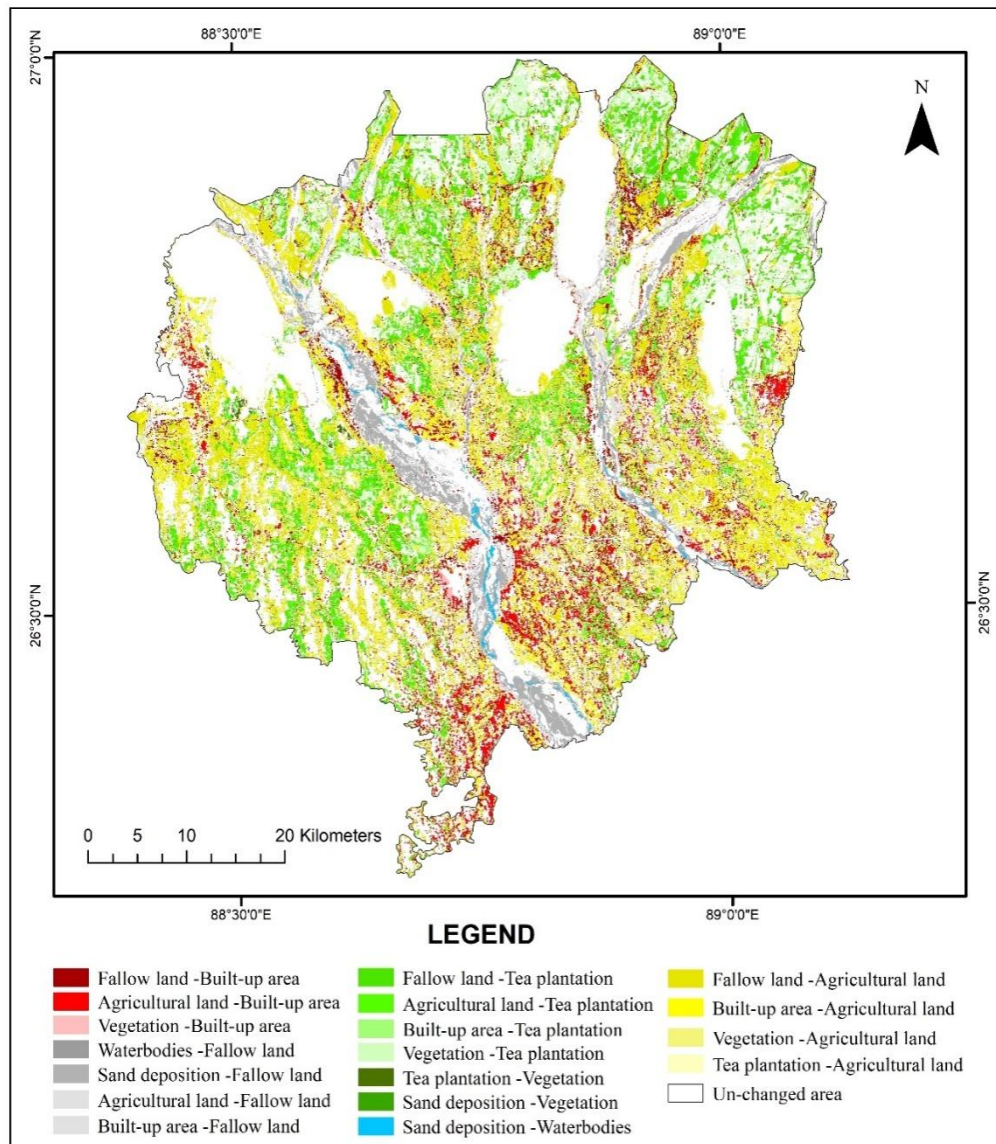 88°30'0"E 89°0'0"E
27°0'0"N
N
26°30'0"N 26°30'0"N
0 5 10 20 Kilometers
88°30'0"E 89°0'0"E
LEGEND
Fallow land -Built-up area
Agricultural land -Built-up area
Vegetation -Built-up area
Waterbodies -Fallow land
Sand deposition -Fallow land
Agricultural land -Fallow land
Built-up area -Fallow land
Fallow land -Tea plantation
Agricultural land -Tea plantation
Built-up area -Tea plantation
Vegetation -Tea plantation
Tea plantation -Vegetation
Sand deposition -Vegetation
Sand deposition -Waterbodies
Fallow land -Agricultural land
Built-up area -Agricultural land
Vegetation -Agricultural land
Tea plantation -Agricultural land
Un-changed area